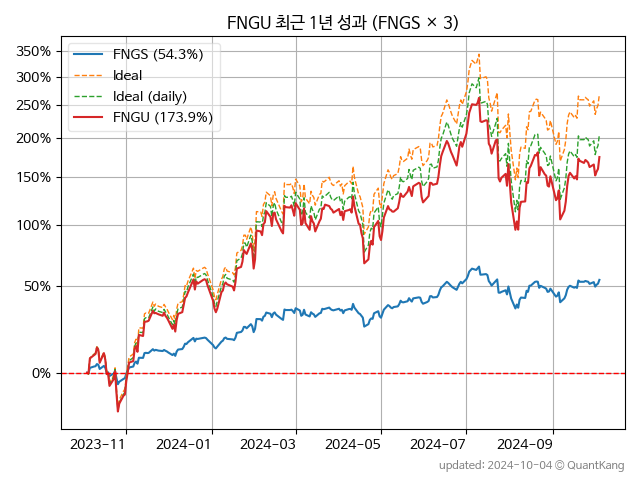 FNGU 최근 1년 성과 (FNGS × 3)
FNGS (54.3%)
Ideal
Ideal (daily)
FNGU (173.9%)
350%
300%
250%
200%
150%
100%
50%
0%
2023-11
2024-01
2024-03
2024-05
2024-07
2024-09
updated: 2024-10-04 © QuantKang